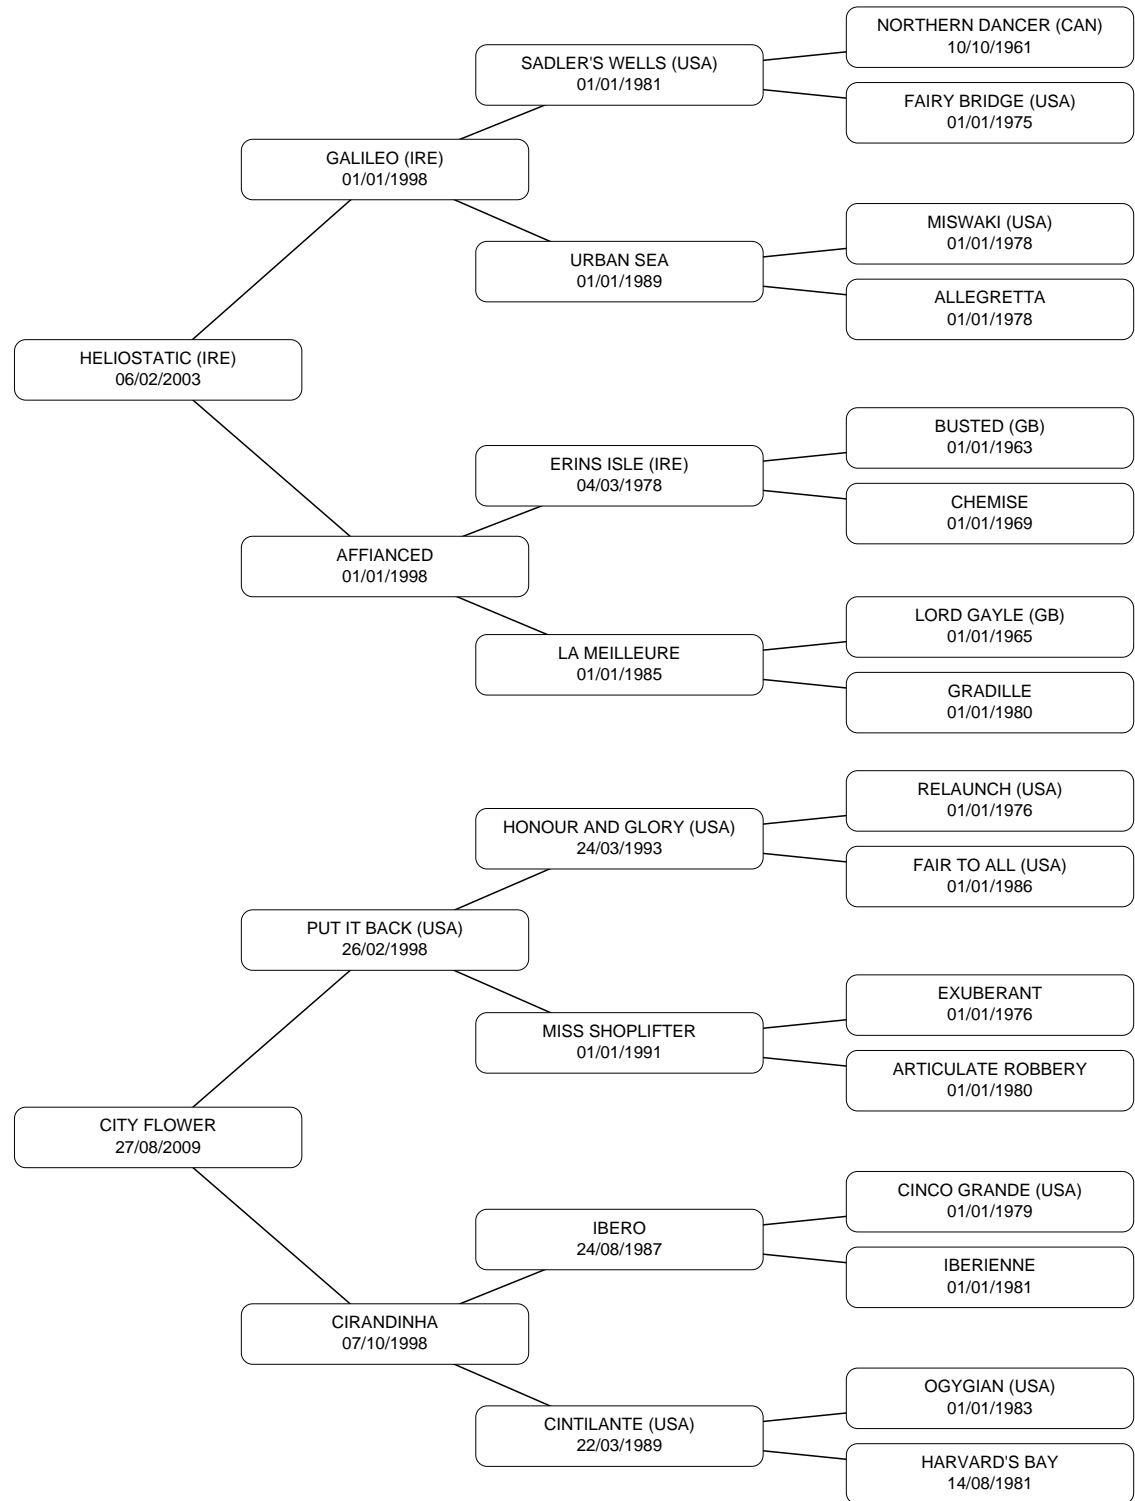 NORTHERN DANCER (CAN)
10/10/1961
SADLER'S WELLS (USA)
01/01/1981
FAIRY BRIDGE (USA)
01/01/1975
GALILEO (IRE)
01/01/1998
MISWAKI (USA)
01/01/1978
URBAN SEA
01/01/1989
ALLEGRETTA
01/01/1978
HELIOSTATIC (IRE)
06/02/2003
BUSTED (GB)
01/01/1963
ERINS ISLE (IRE)
04/03/1978
CHEMISE
01/01/1969
AFFIANCED
01/01/1998
LORD GAYLE (GB)
01/01/1965
LA MEILLEURE
01/01/1985
GRADILLE
01/01/1980
RELAUNCH (USA)
01/01/1976
HONOUR AND GLORY (USA)
24/03/1993
FAIR TO ALL (USA)
01/01/1986
PUT IT BACK (USA)
26/02/1998
EXUBERANT
01/01/1976
MISS SHOPLIFTER
01/01/1991
ARTICULATE ROBBERY
01/01/1980
CITY FLOWER
27/08/2009
CINCO GRANDE (USA)
01/01/1979
IBERO
24/08/1987
IBERIENNE
01/01/1981
CIRANDINHA
07/10/1998
OGYGIAN (USA)
01/01/1983
CINTILANTE (USA)
22/03/1989
HARVARD'S BAY
14/08/1981